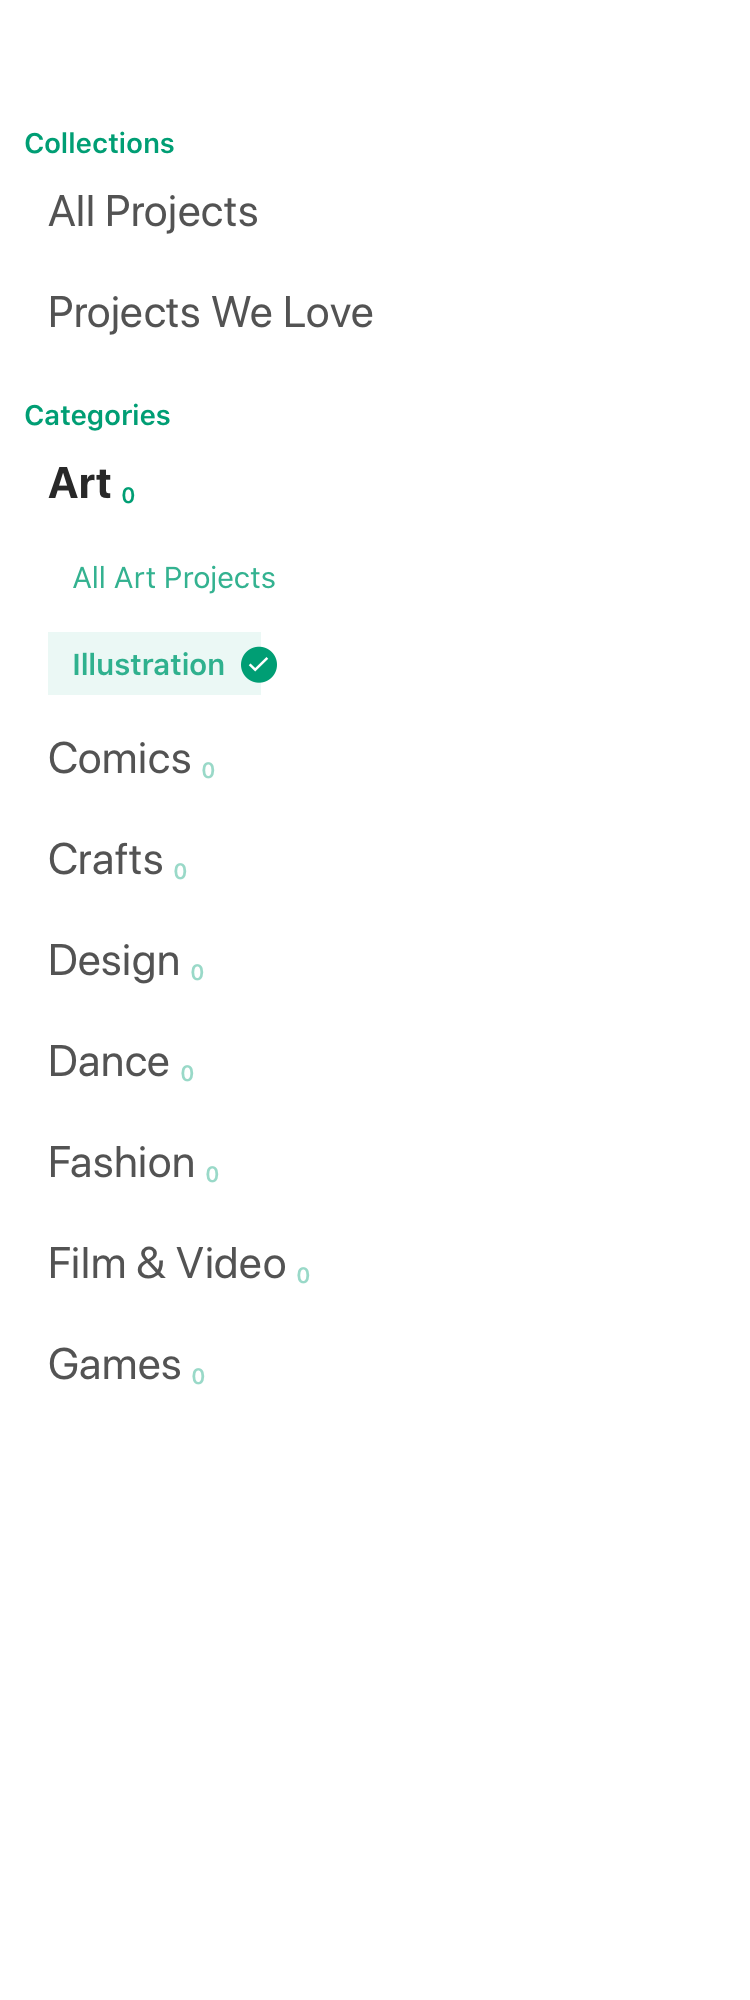 Collections
All Projects
Projects We Love
Categories
Art 0
All Art Projects
Illustration
Comics 0
Crafts 0
Design 0
Dance 0
Fashion 0
Film & Video 0
Games 0